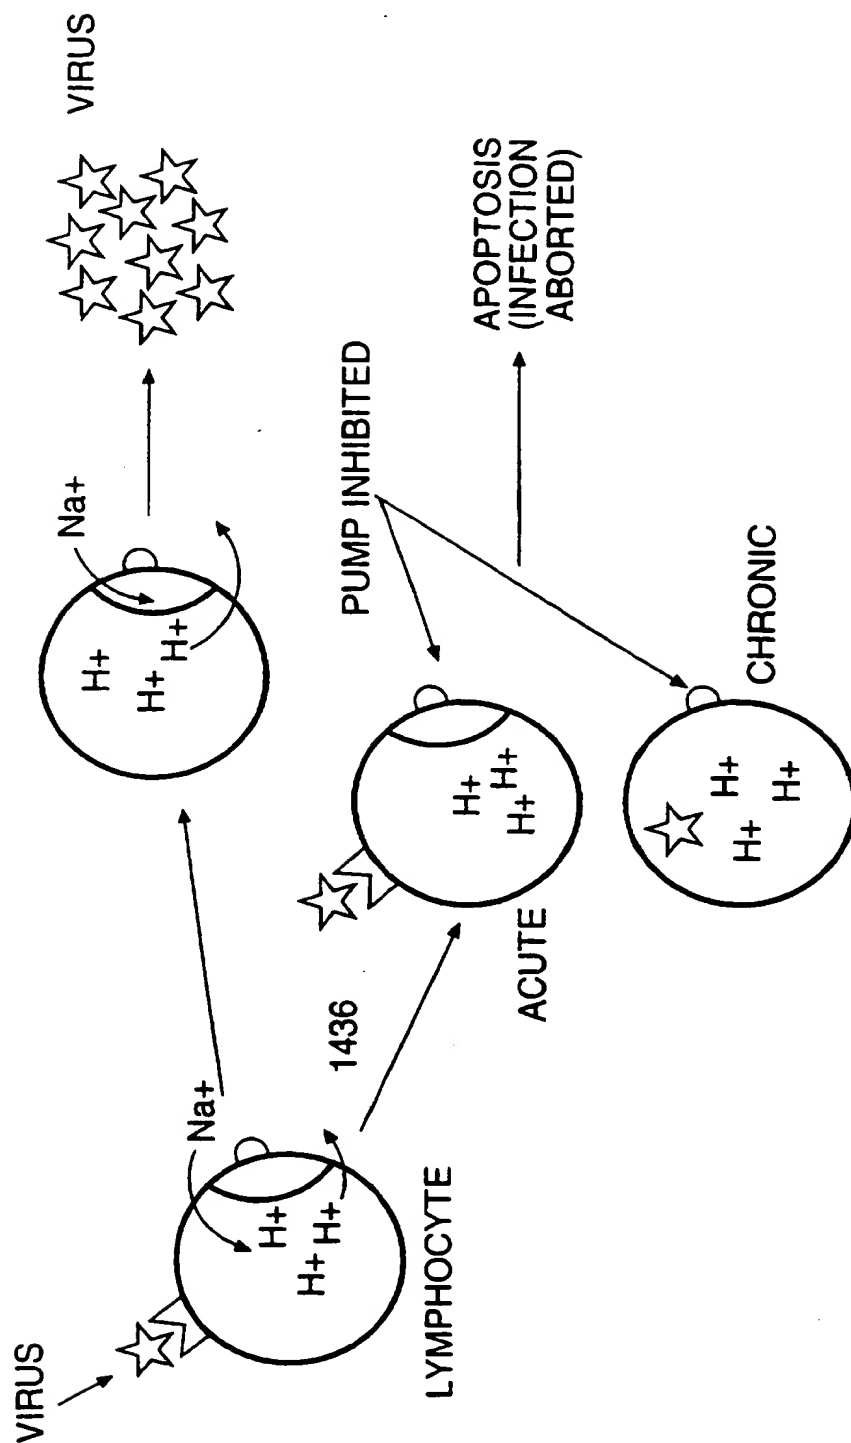 VIRUS
LYMPHOCYTE
H+
H+
H+
Na+
1436
Na+
H+
H+
H+
VIRUS
ACUTE
H+
H+
H+
PUMP INHIBITED
CHRONIC
H+
H+
H+
APOPTOSIS
(INFECTION
ABORTED)